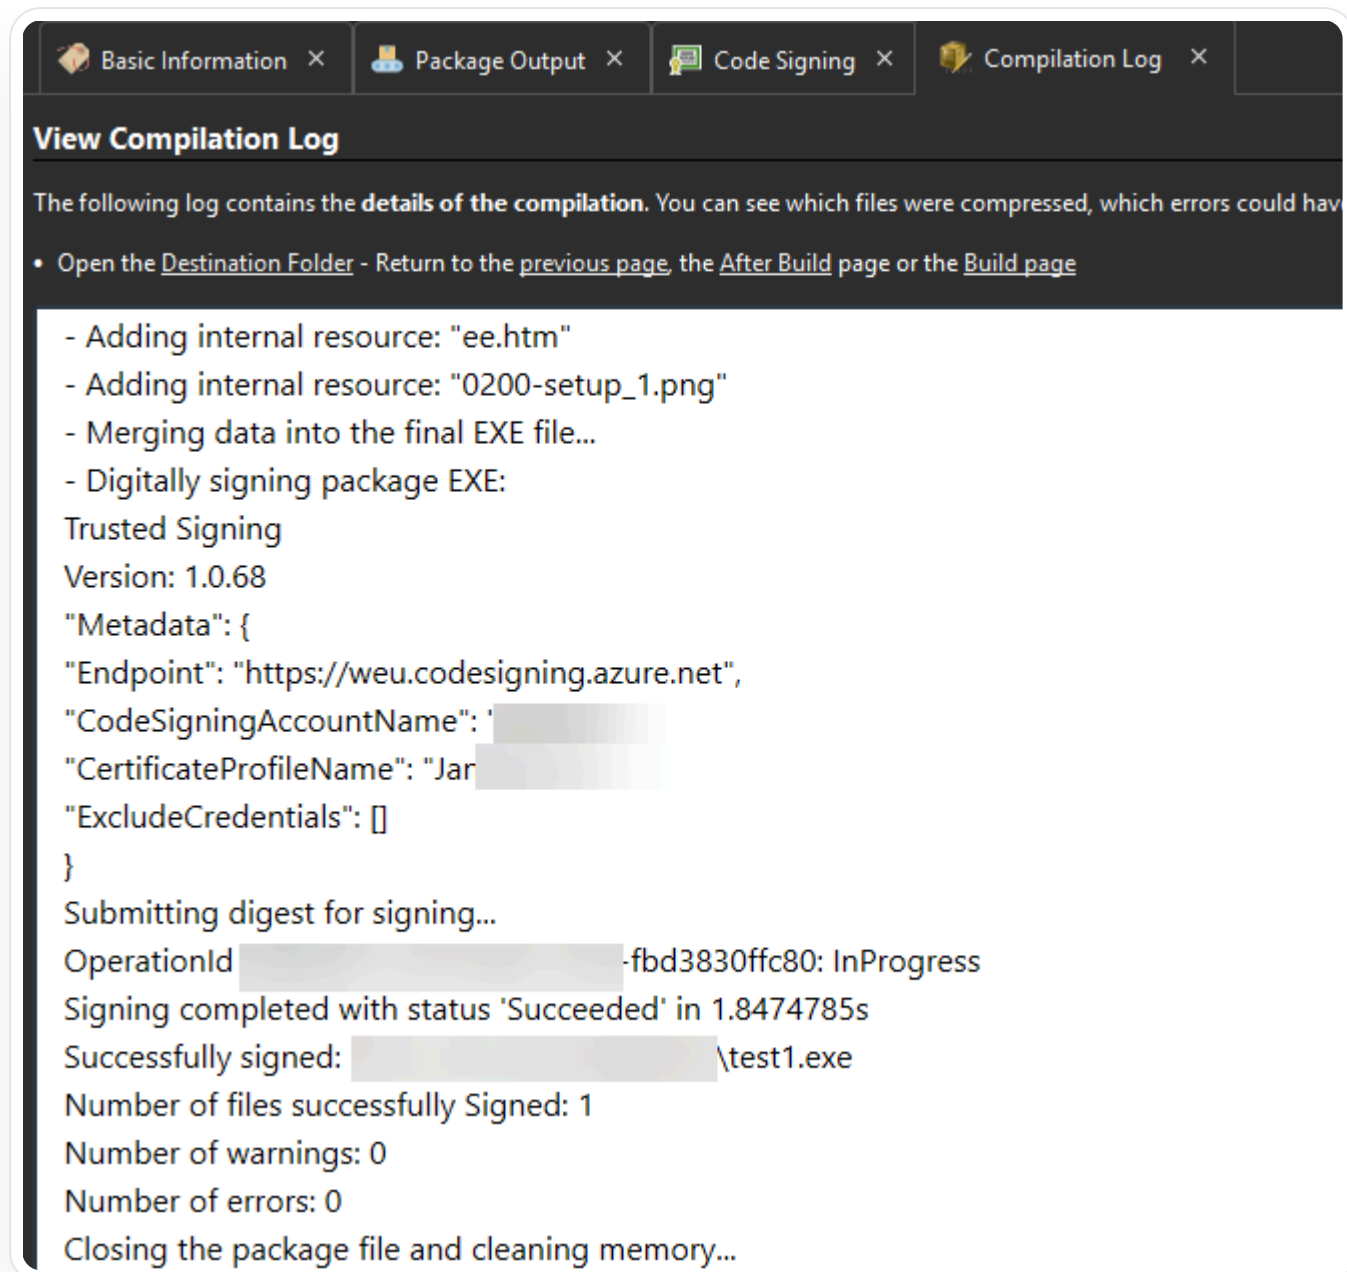 Basic Information × Package Output × Code Signing × Compilation Log ×
View Compilation Log
The following log contains the details of the compilation. You can see which files were compressed, which errors could hav
• Open the Destination Folder - Return to the previous page, the After Build page or the Build page
- Adding internal resource: "ee.htm"
- Adding internal resource: "0200-setup_1.png"
- Merging data into the final EXE file...
- Digitally signing package EXE:
Trusted Signing
Version: 1.0.68
"Metadata": {
"Endpoint": "https://weu.codesigning.azure.net",
"CodeSigningAccountName": "
"CertificateProfileName": "Jar
"ExcludeCredentials": []
}
Submitting digest for signing...
OperationId -fbd3830ffc80: InProgress
Signing completed with status 'Succeeded' in 1.8474785s
Successfully signed: \test1.exe
Number of files successfully Signed: 1
Number of warnings: 0
Number of errors: 0
Closing the package file and cleaning memory...